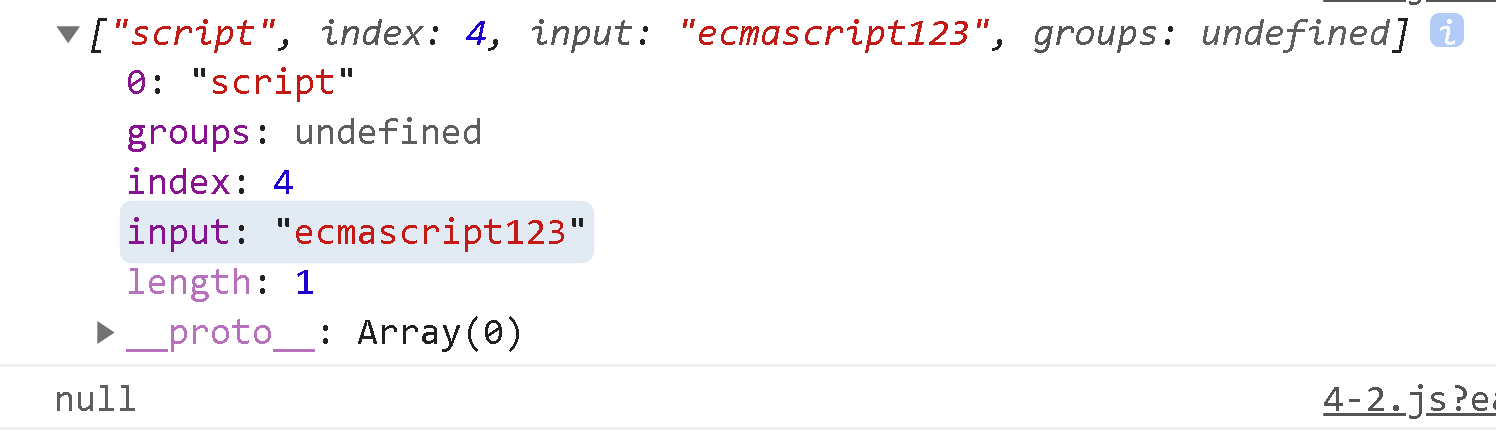 ▼["script", index: 4, input: "ecmascript123", groups: undefined] i
0: "script"
groups: undefined
index: 4
input: "ecmascript123"
length: 1
▶__proto__: Array(0)
null 4-2.js?ea